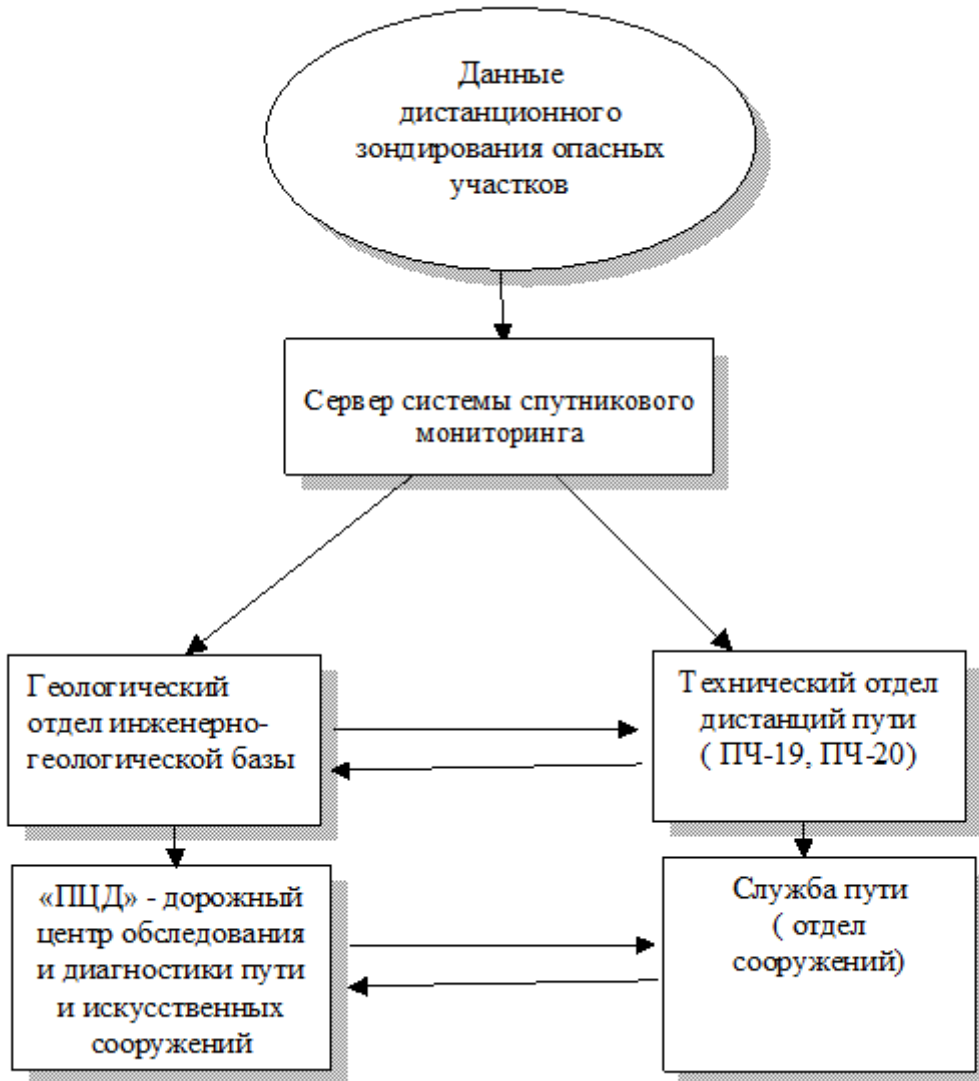 Данные
дистанционного
зондирования опасных
участков
Сервер системы спутникового
мониторинга
Геологический
отдел инженерно-
геологической базы
Технический отдел
дистанций пути
( ПЧ-19, ПЧ-20)
«ПЦД» - дорожный
центр обследования
и диагностики пути
и искусственных
сооружений
Служба пути
( отдел
сооружений)